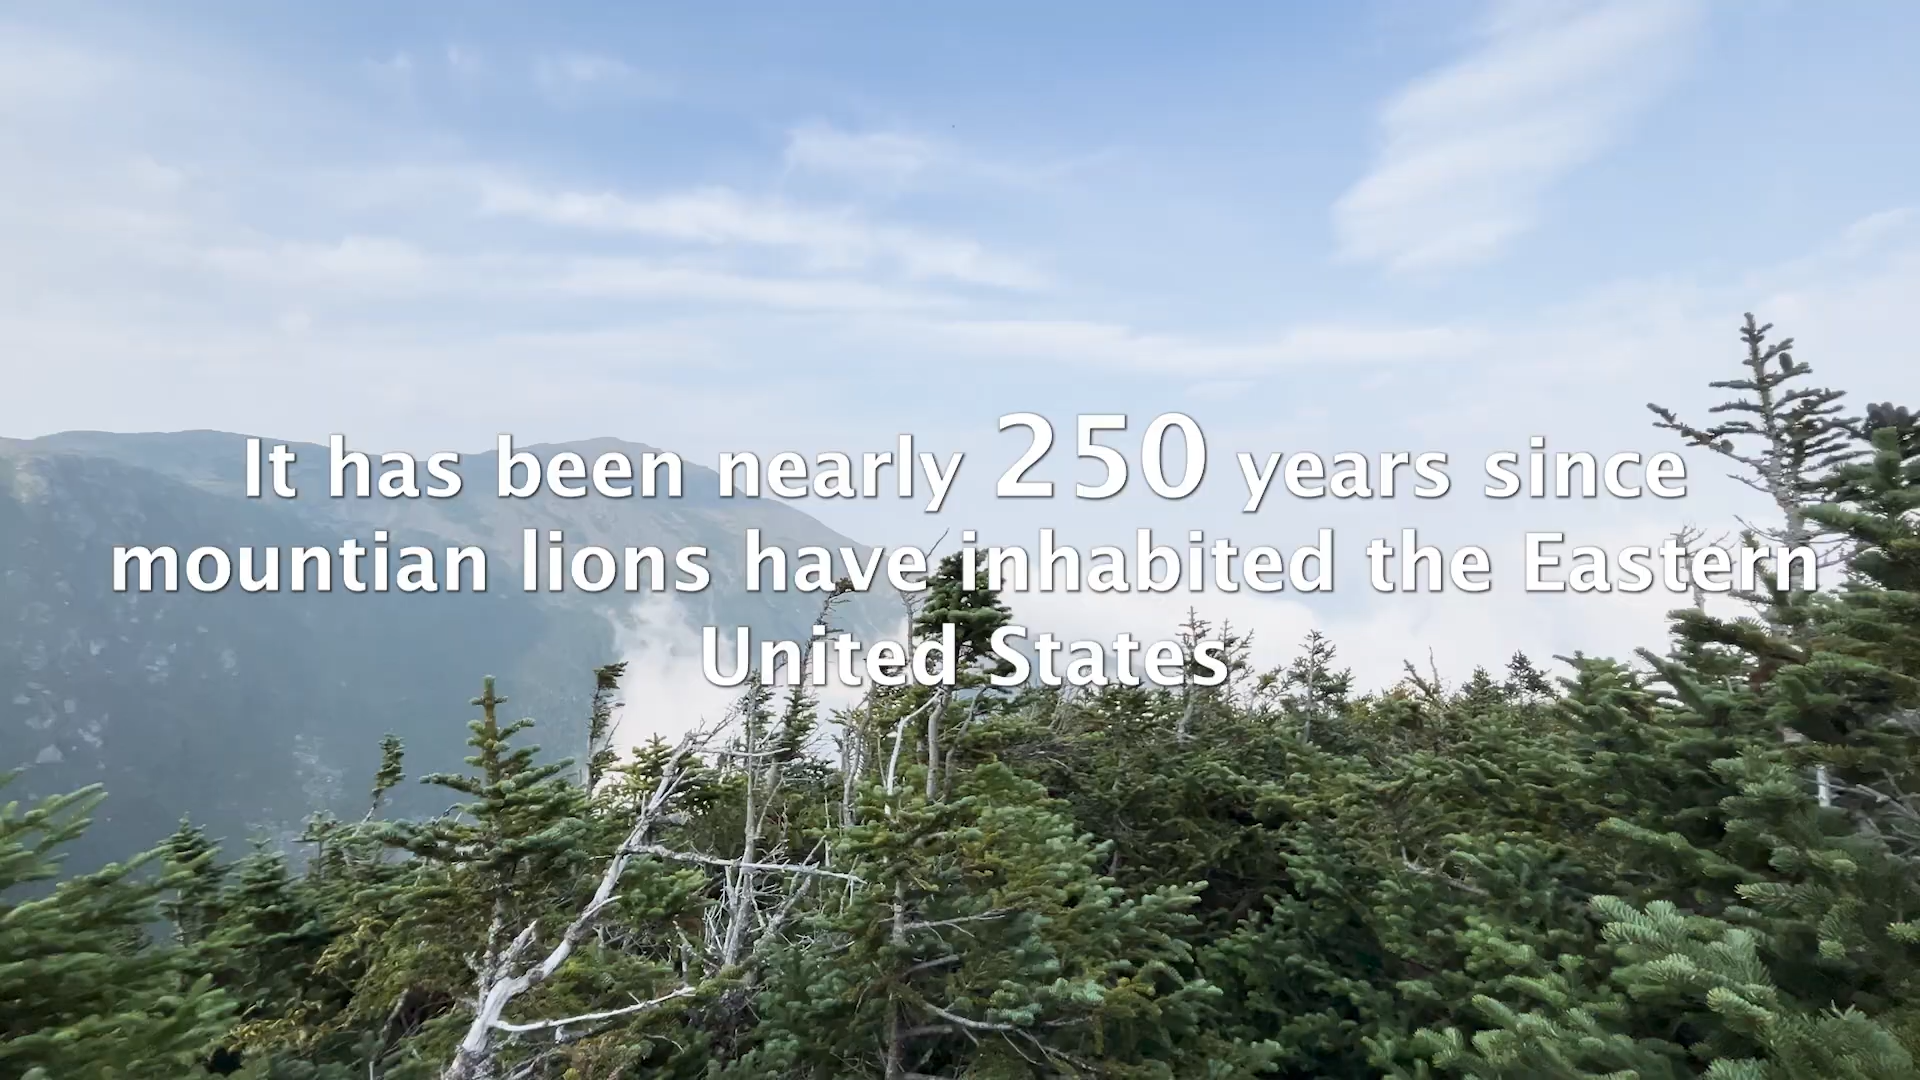 It has been nearly 250 years since
mountian lions have inhabited the Eastern
United States